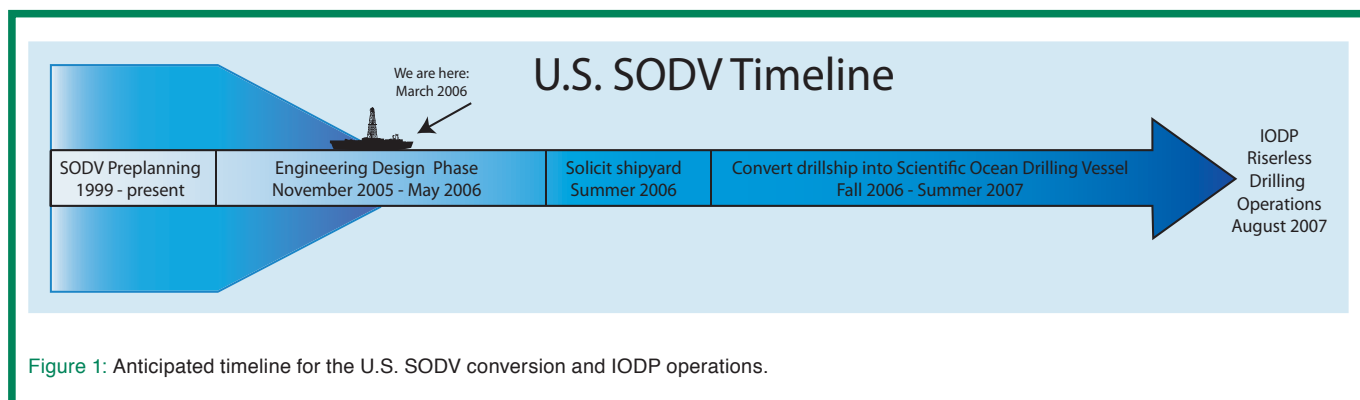 U.S. SODV Timeline
We are here:
March 2006
SODV Preplanning
1999 - present
Engineering Design Phase
November 2005 - May 2006
Solicit shipyard
Summer 2006
Convert drillship into Scientific Ocean Drilling Vessel
Fall 2006 - Summer 2007
IODP
Riserless
Drilling
Operations
August 2007
Figure 1: Anticipated timeline for the U.S. SODV conversion and IODP operations.